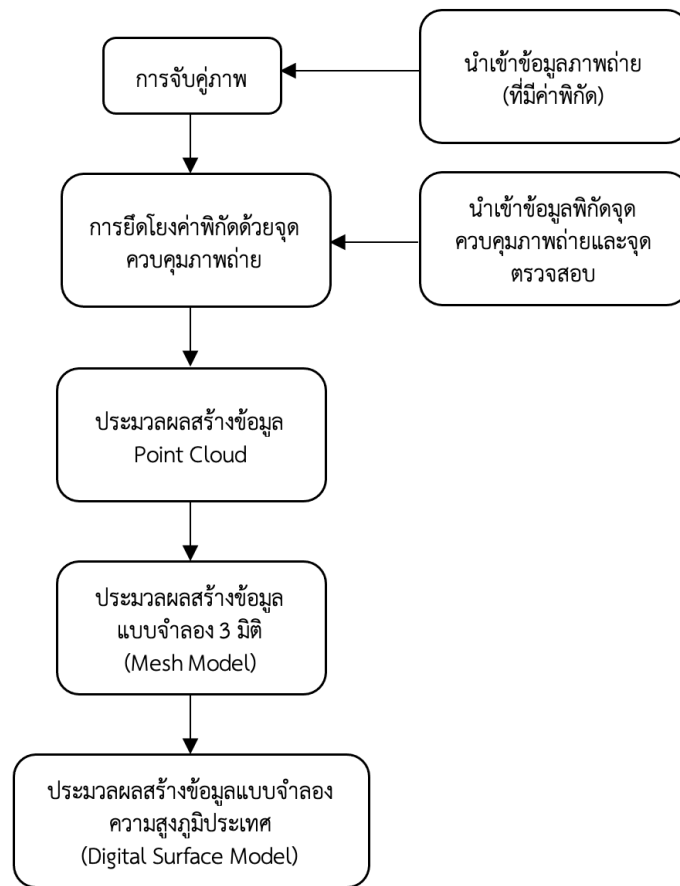 การจับคู่ภาพ
นำเข้าข้อมูลภาพถ่าย
(ที่มีค่าพิกัด)
การยึดโยงค่าพิกัดด้วยจุด
ควบคุมภาพถ่าย
นำเข้าข้อมูลพิกัดจุด
ควบคุมภาพถ่ายและจุด
ตรวจสอบ
ประมวลผลสร้างข้อมูล
Point Cloud
ประมวลผลสร้างข้อมูล
แบบจำลอง 3 มิติ
(Mesh Model)
ประมวลผลสร้างข้อมูลแบบจำลอง
ความสูงภูมิประเทศ
(Digital Surface Model)